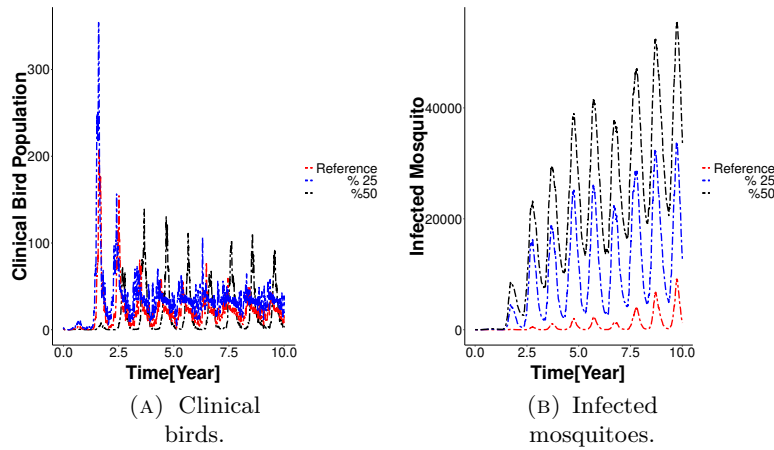 Clinical Bird Population
300
200
100
0
0.0 2.5 5.0 7.5 10.0
Time[Year]
Reference
% 25
%50
(A) Clinical
birds.
Infected Mosquito
40000
20000
0
0.0 2.5 5.0 7.5 10.0
Time[Year]
Reference
% 25
%50
(B) Infected
mosquitoes.